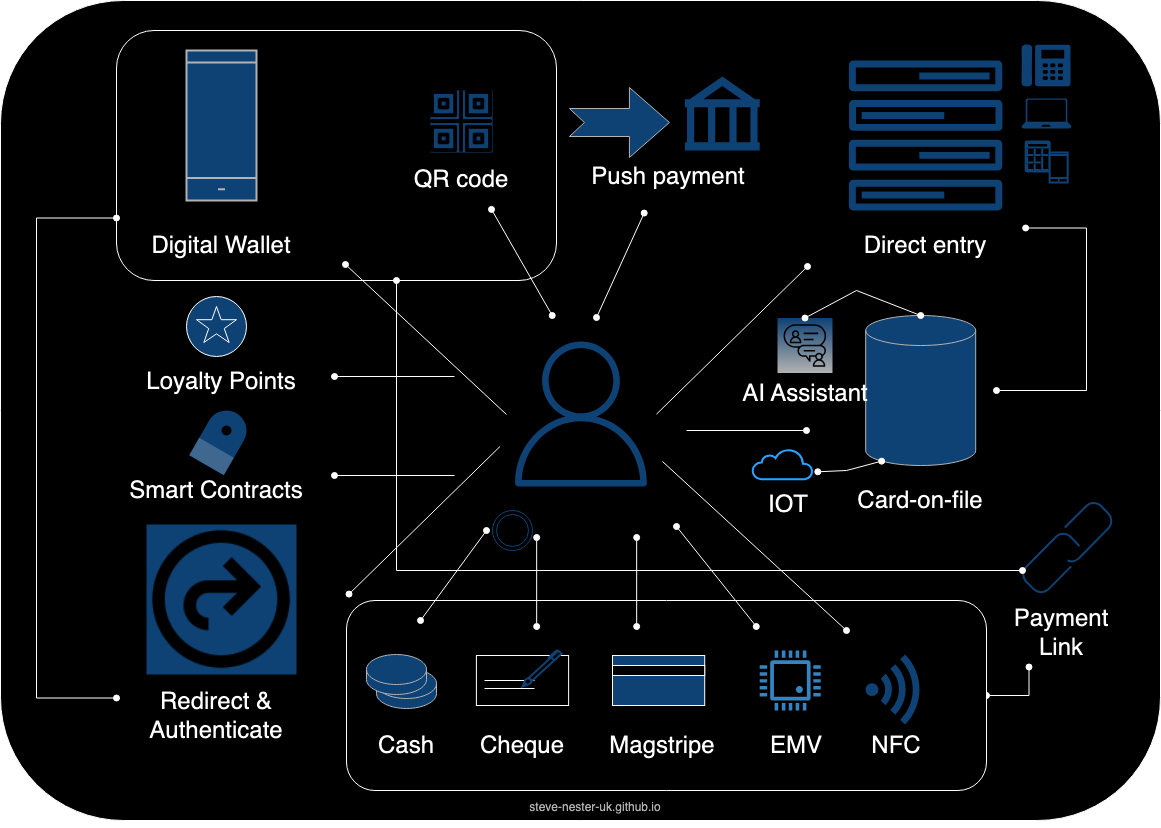 QR code
Push payment
Digital Wallet
Direct entry
Loyalty Points
AI Assistant
Smart Contracts
IOT
Card-on-file
Payment
Link
Redirect &
Authenticate
Cash
Cheque
Magstripe
EMV
NFC
steve-nester-uk.github.io